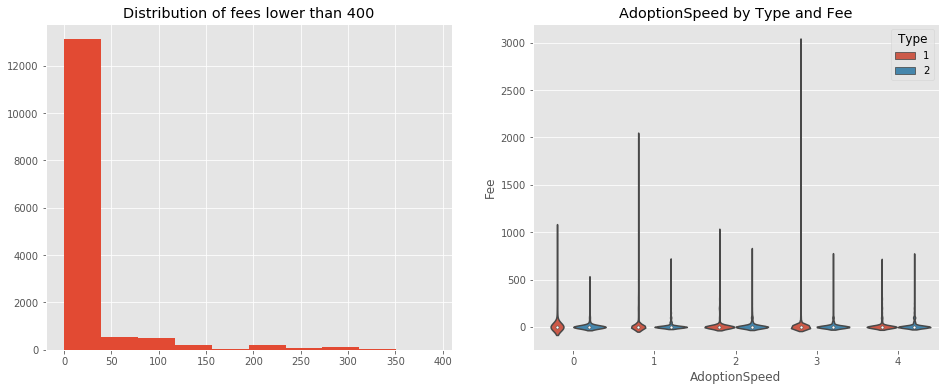 Distribution of fees lower than 400
12000
10000
8000
6000
4000
2000
0
0 50 100 150 200 250 300 350 400
AdoptionSpeed by Type and Fee
Type
1
2
Fee
3000
2500
2000
1500
1000
500
0
0 1 2 3 4
AdoptionSpeed